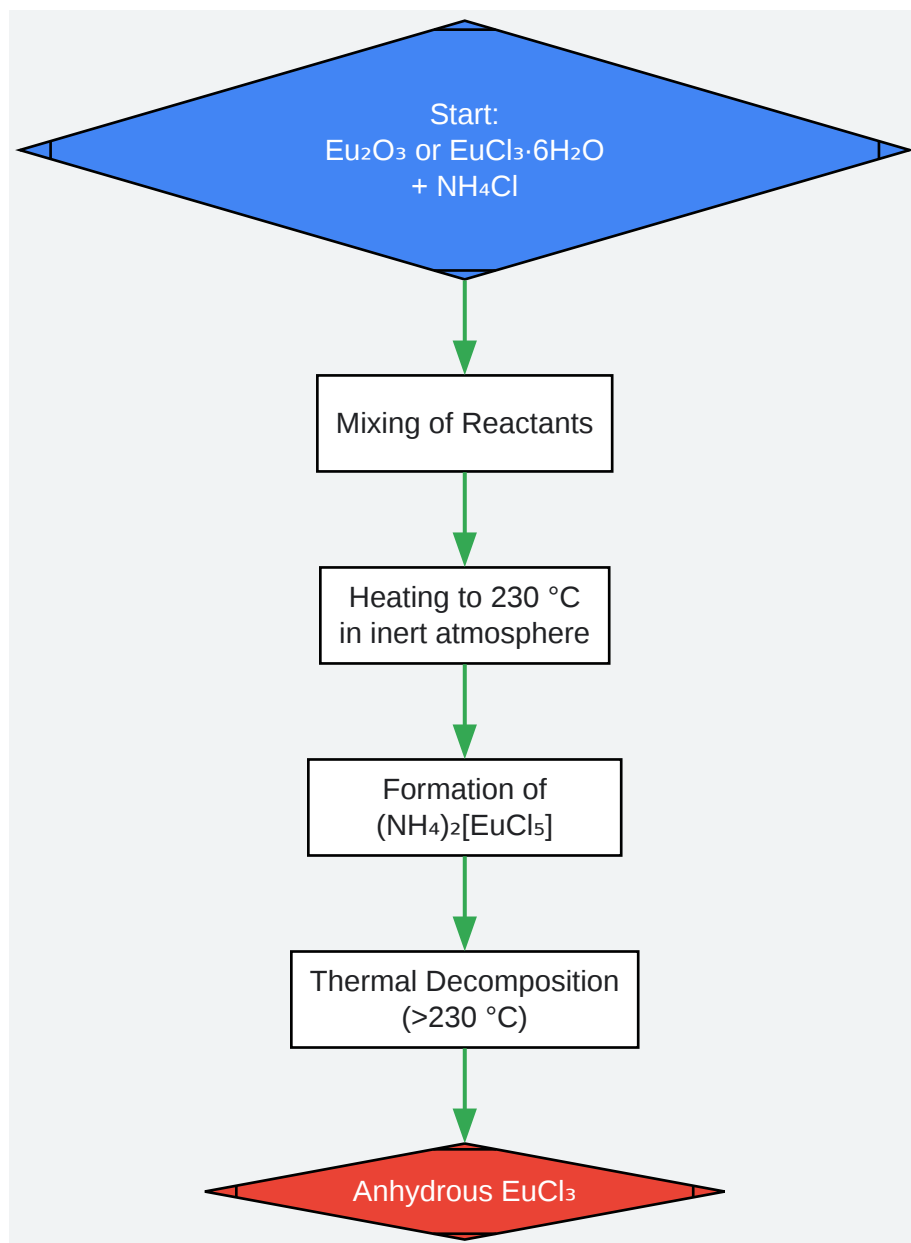 Start:
Eu₂O₃ or EuCl₃·6H₂O
+ NH₄Cl
Mixing of Reactants
Heating to 230 °C
in inert atmosphere
Formation of
(NH₄)₂[EuCl₅]
Thermal Decomposition
(>230 °C)
Anhydrous EuCl₃